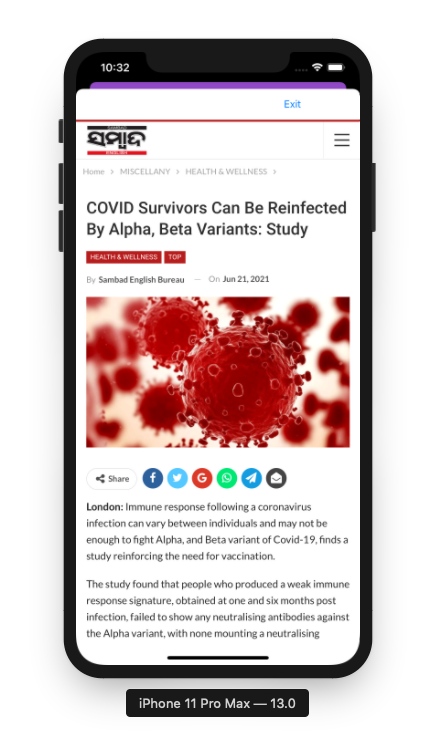 10:32
Exit
SAMBAD
ସମ୍ବାଦ
ENGLISH
Home > MISCELLANY > HEALTH & WELLNESS >
COVID Survivors Can Be Reinfected
By Alpha, Beta Variants: Study
HEALTH & WELLNESS TOP
By Sambad English Bureau — On Jun 21, 2021
Share
London: Immune response following a coronavirus
infection can vary between individuals and may not be
enough to fight Alpha, and Beta variant of Covid-19, finds a
study reinforcing the need for vaccination.
The study found that people who produced a weak immune
response signature, obtained at one and six months post
infection, failed to show any neutralising antibodies against
the Alpha variant, with none mounting a neutralising
iPhone 11 Pro Max — 13.0